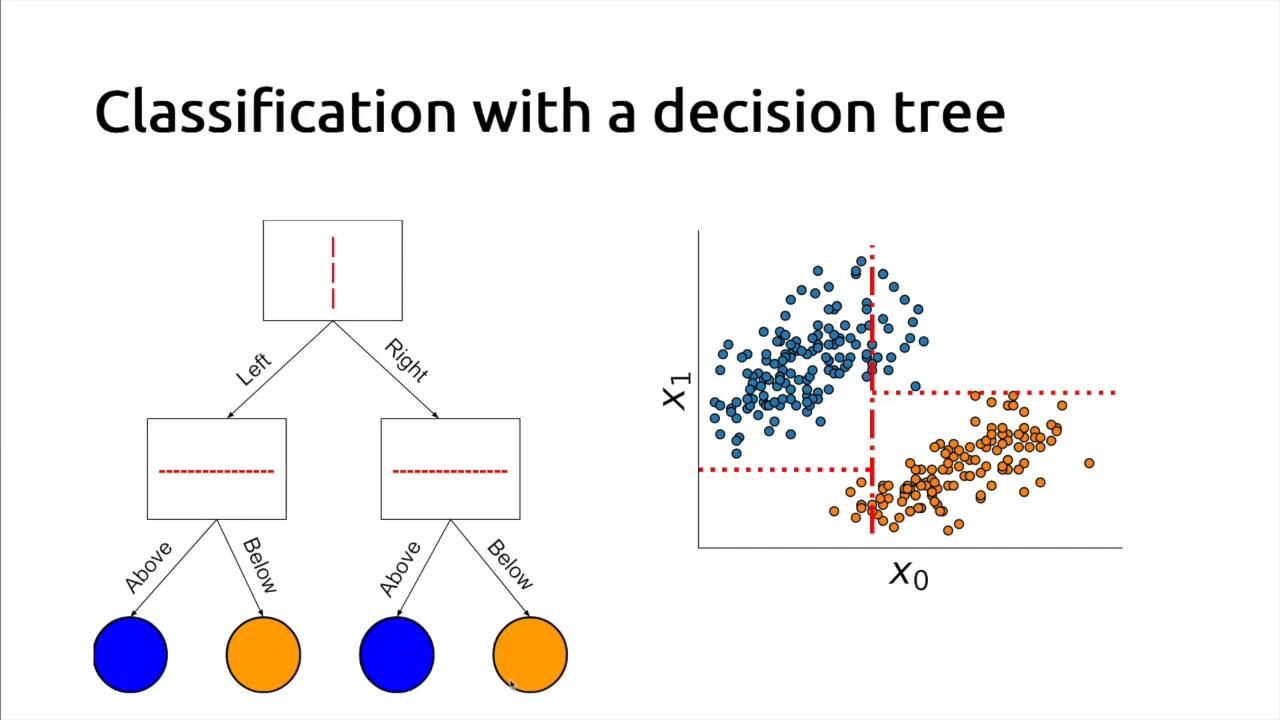 Classification with a decision tree
Left
Right
Above
Below
Above
Below
x₁
x₀